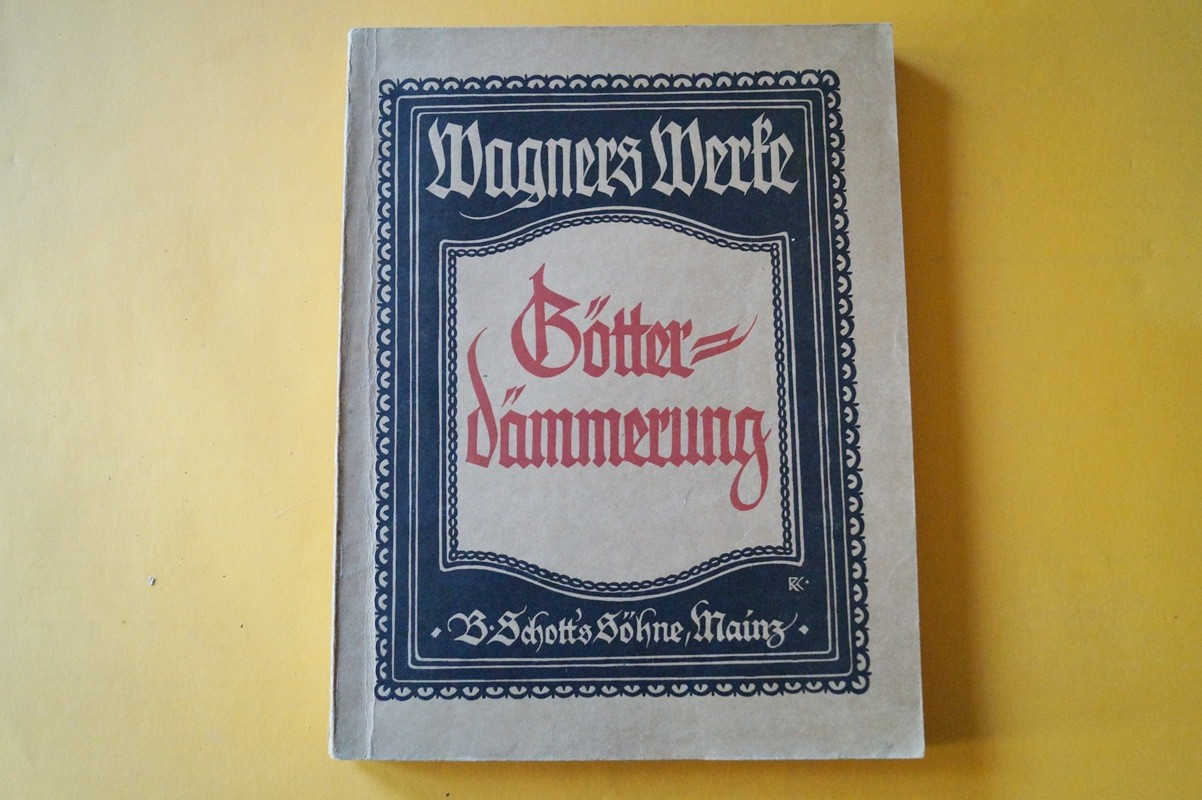 Wagners Werke
Götter=
dämmerung
RK.
• B. Schott's Söhne, Mainz •